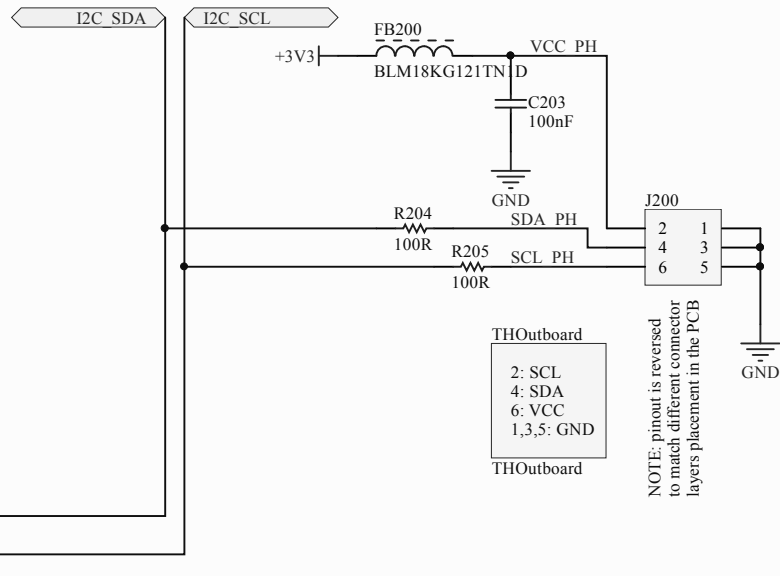 I2C_SDA
I2C_SCL
FB200
+3V3
VCC_PH
BLM18KG121TN1D
C203
100nF
GND
J200
R204
SDA_PH
100R
2 1
4 3
6 5
R205
SCL_PH
100R
GND
THOutboard
2: SCL
4: SDA
6: VCC
1,3,5: GND
THOutboard
NOTE: pinout is reversed
to match different connector
layers placement in the PCB